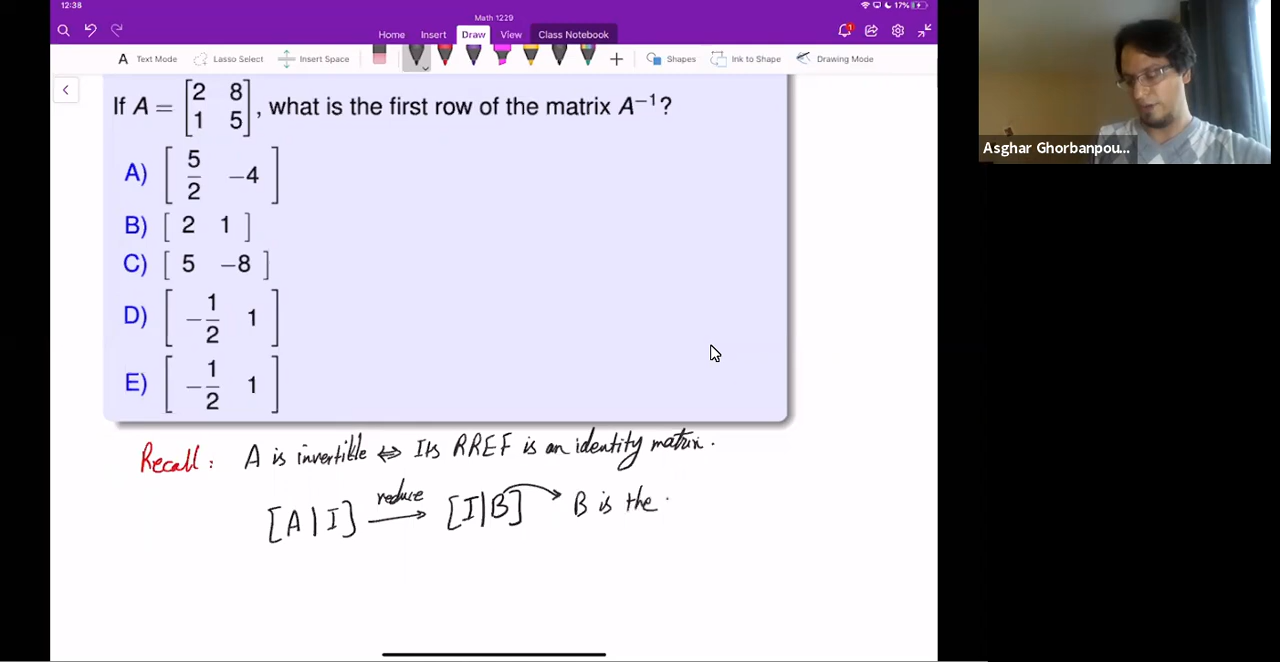 12:38
17%
Math 1229
Home Insert Draw View Class Notebook
1
A Text Mode Lasso Select Insert Space Shapes Ink to Shape Drawing Mode
If A = [2 8; 1 5], what is the first row of the matrix A⁻¹?
A) [5/2 −4]
B) [2 1]
C) [5 −8]
D) [−1/2 1]
E) [−1/2 1]
Recall: A is invertible ⇔ Its RREF is an identity matrix.
[A | I] reduce → [I | B] → B is the
Asghar Ghorbanpou...